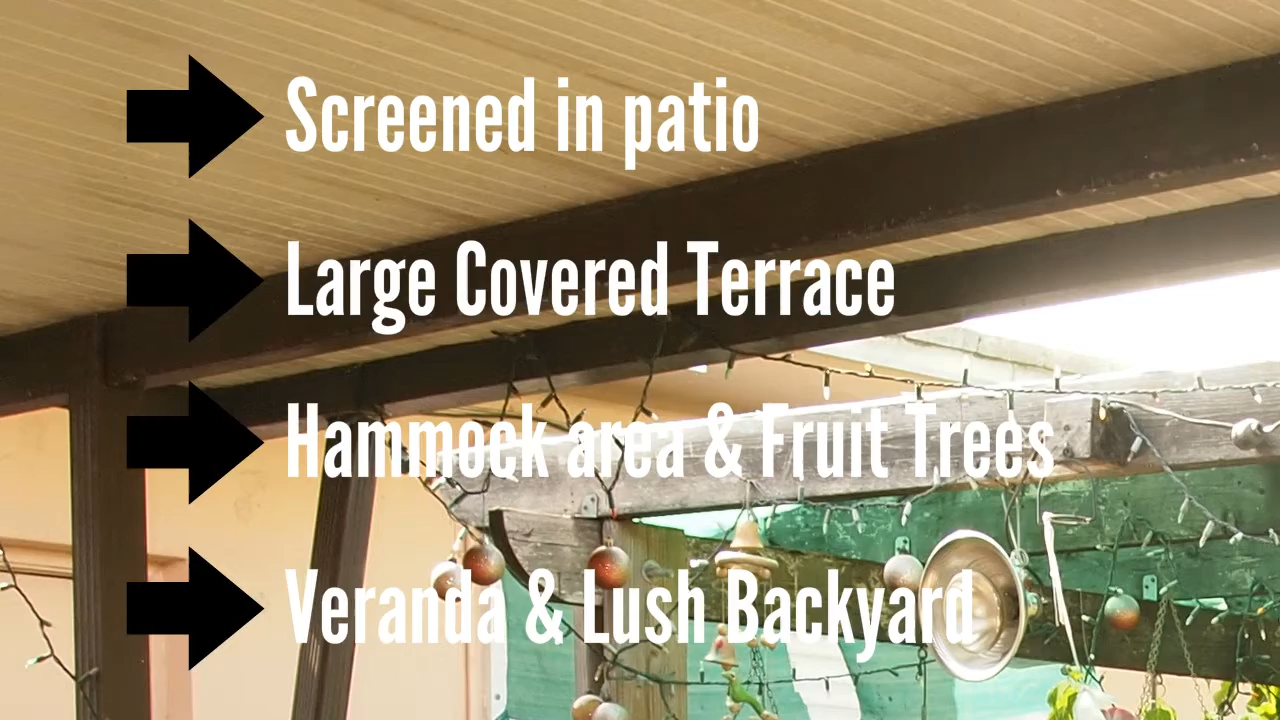 Screened in patio
Large Covered Terrace
Hammock area & Fruit Trees
Veranda & Lush Backyard